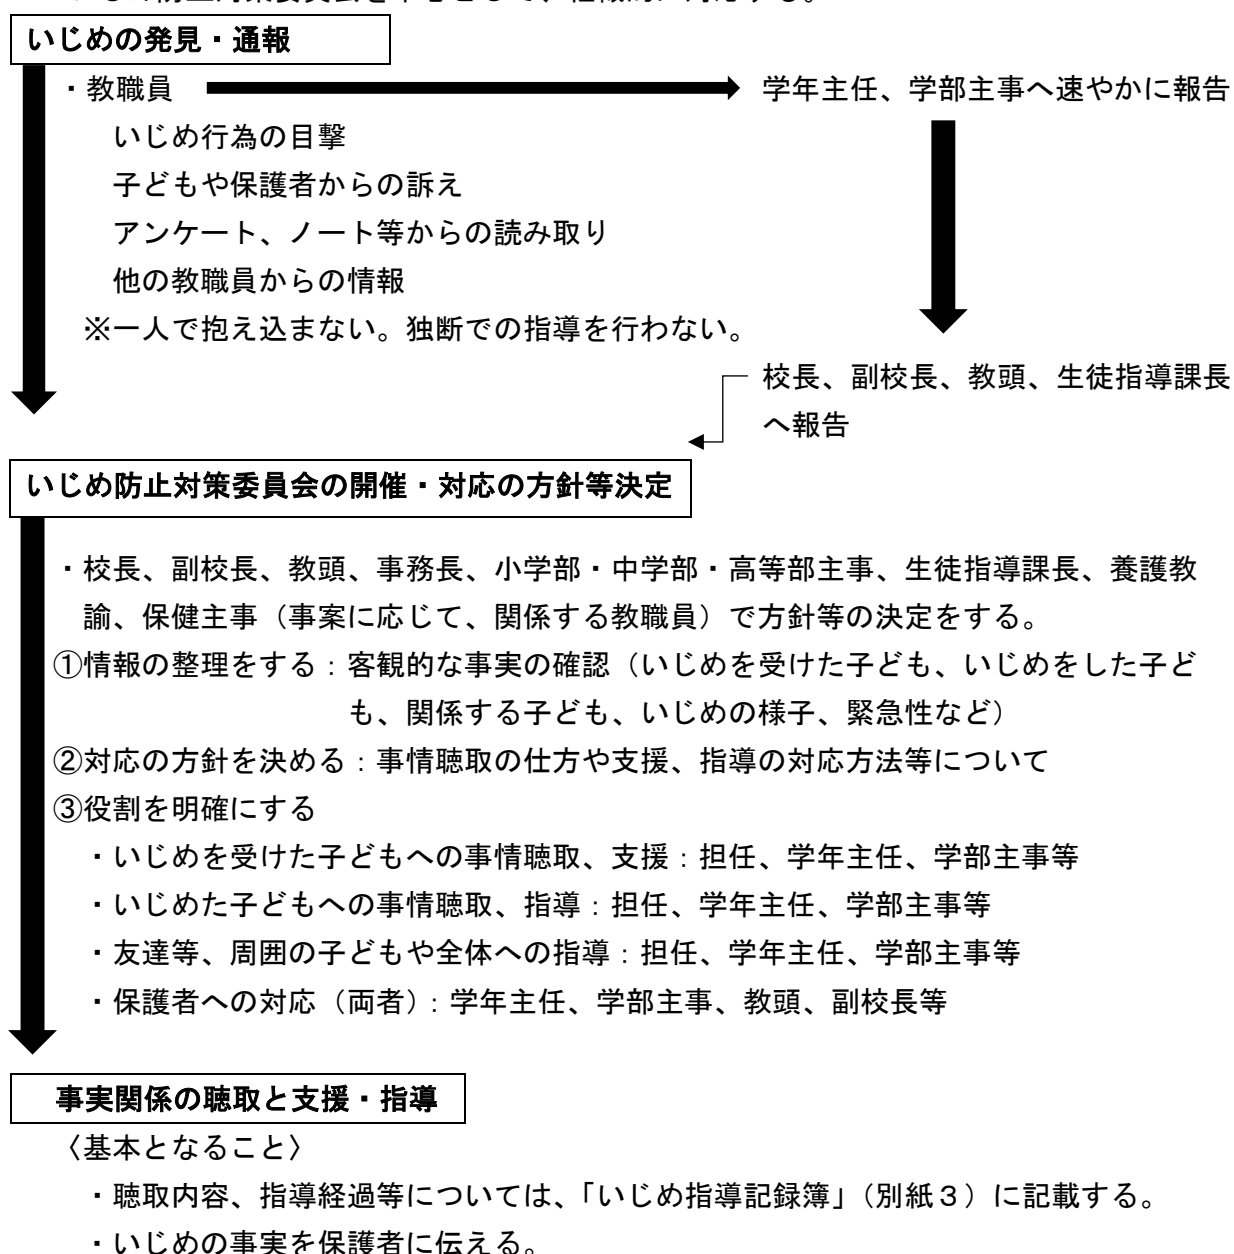 いじめの発見・通報
・教職員 学年主任、学部主事へ速やかに報告
いじめ行為の目撃
子どもや保護者からの訴え
アンケート、ノート等からの読み取り
他の教職員からの情報
※一人で抱え込まない。独断での指導を行わない。
校長、副校長、教頭、生徒指導課長
へ報告
いじめ防止対策委員会の開催・対応の方針等決定
・校長、副校長、教頭、事務長、小学部・中学部・高等部主事、生徒指導課長、養護教
諭、保健主事（事案に応じて、関係する教職員）で方針等の決定をする。
①情報の整理をする：客観的な事実の確認（いじめを受けた子ども、いじめをした子ど
も、関係する子ども、いじめの様子、緊急性など）
②対応の方針を決める：事情聴取の仕方や支援、指導の対応方法等について
③役割を明確にする
・いじめを受けた子どもへの事情聴取、支援：担任、学年主任、学部主事等
・いじめた子どもへの事情聴取、指導：担任、学年主任、学部主事等
・友達等、周囲の子どもや全体への指導：担任、学年主任、学部主事等
・保護者への対応（両者）：学年主任、学部主事、教頭、副校長等
事実関係の聴取と支援・指導
〈基本となること〉
・聴取内容、指導経過等については、「いじめ指導記録簿」（別紙３）に記載する。
・いじめの事実を保護者に伝える。